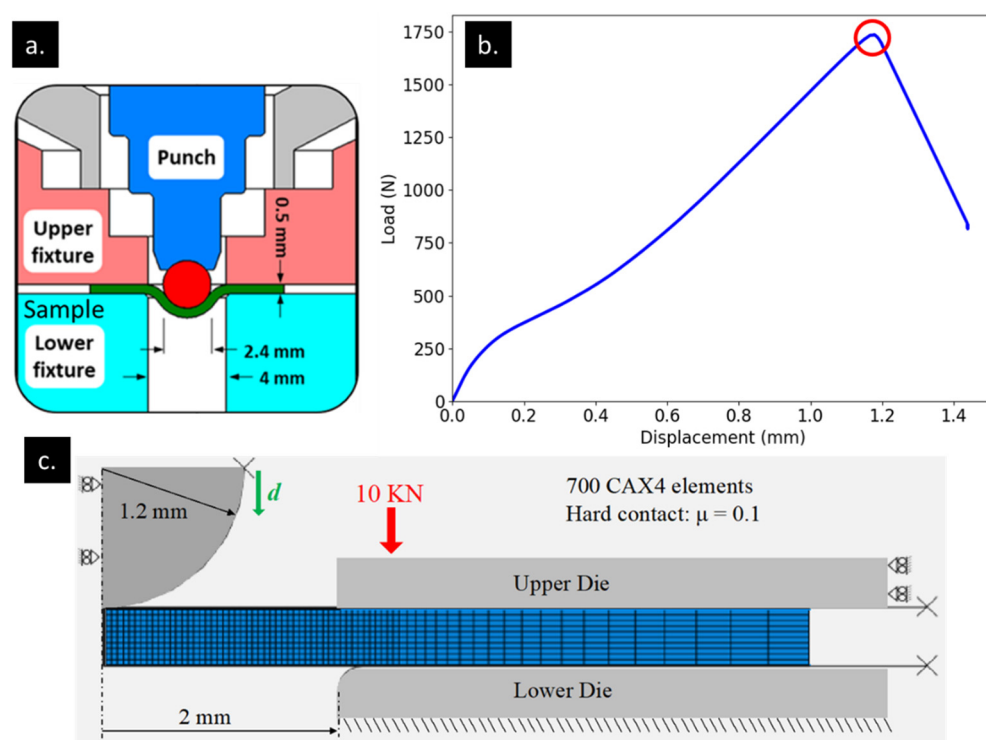 a.
Punch
Upper
fixture
0.5 mm
Sample
Lower
fixture
2.4 mm
4 mm
b.
Load (N)
1750
1500
1250
1000
750
500
250
0
0.0 0.2 0.4 0.6 0.8 1.0 1.2 1.4
Displacement (mm)
c.
d
1.2 mm
10 KN
700 CAX4 elements
Hard contact: μ = 0.1
Upper Die
Lower Die
2 mm